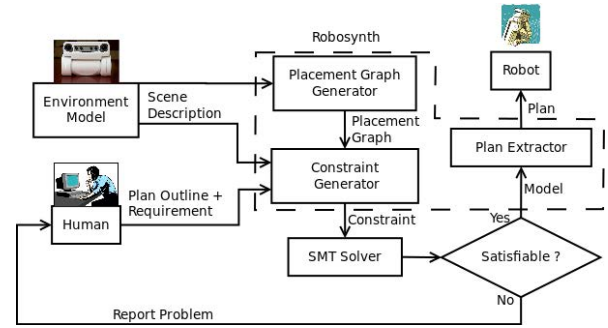 Robosynth
Robot
Placement Graph
Generator
Environment
Model
Scene
Description
Plan
Placement
Graph
Plan Extractor
Constraint
Generator
Plan Outline +
Requirement
Model
Human
Constraint
Yes
SMT Solver
Satisfiable ?
No
Report Problem